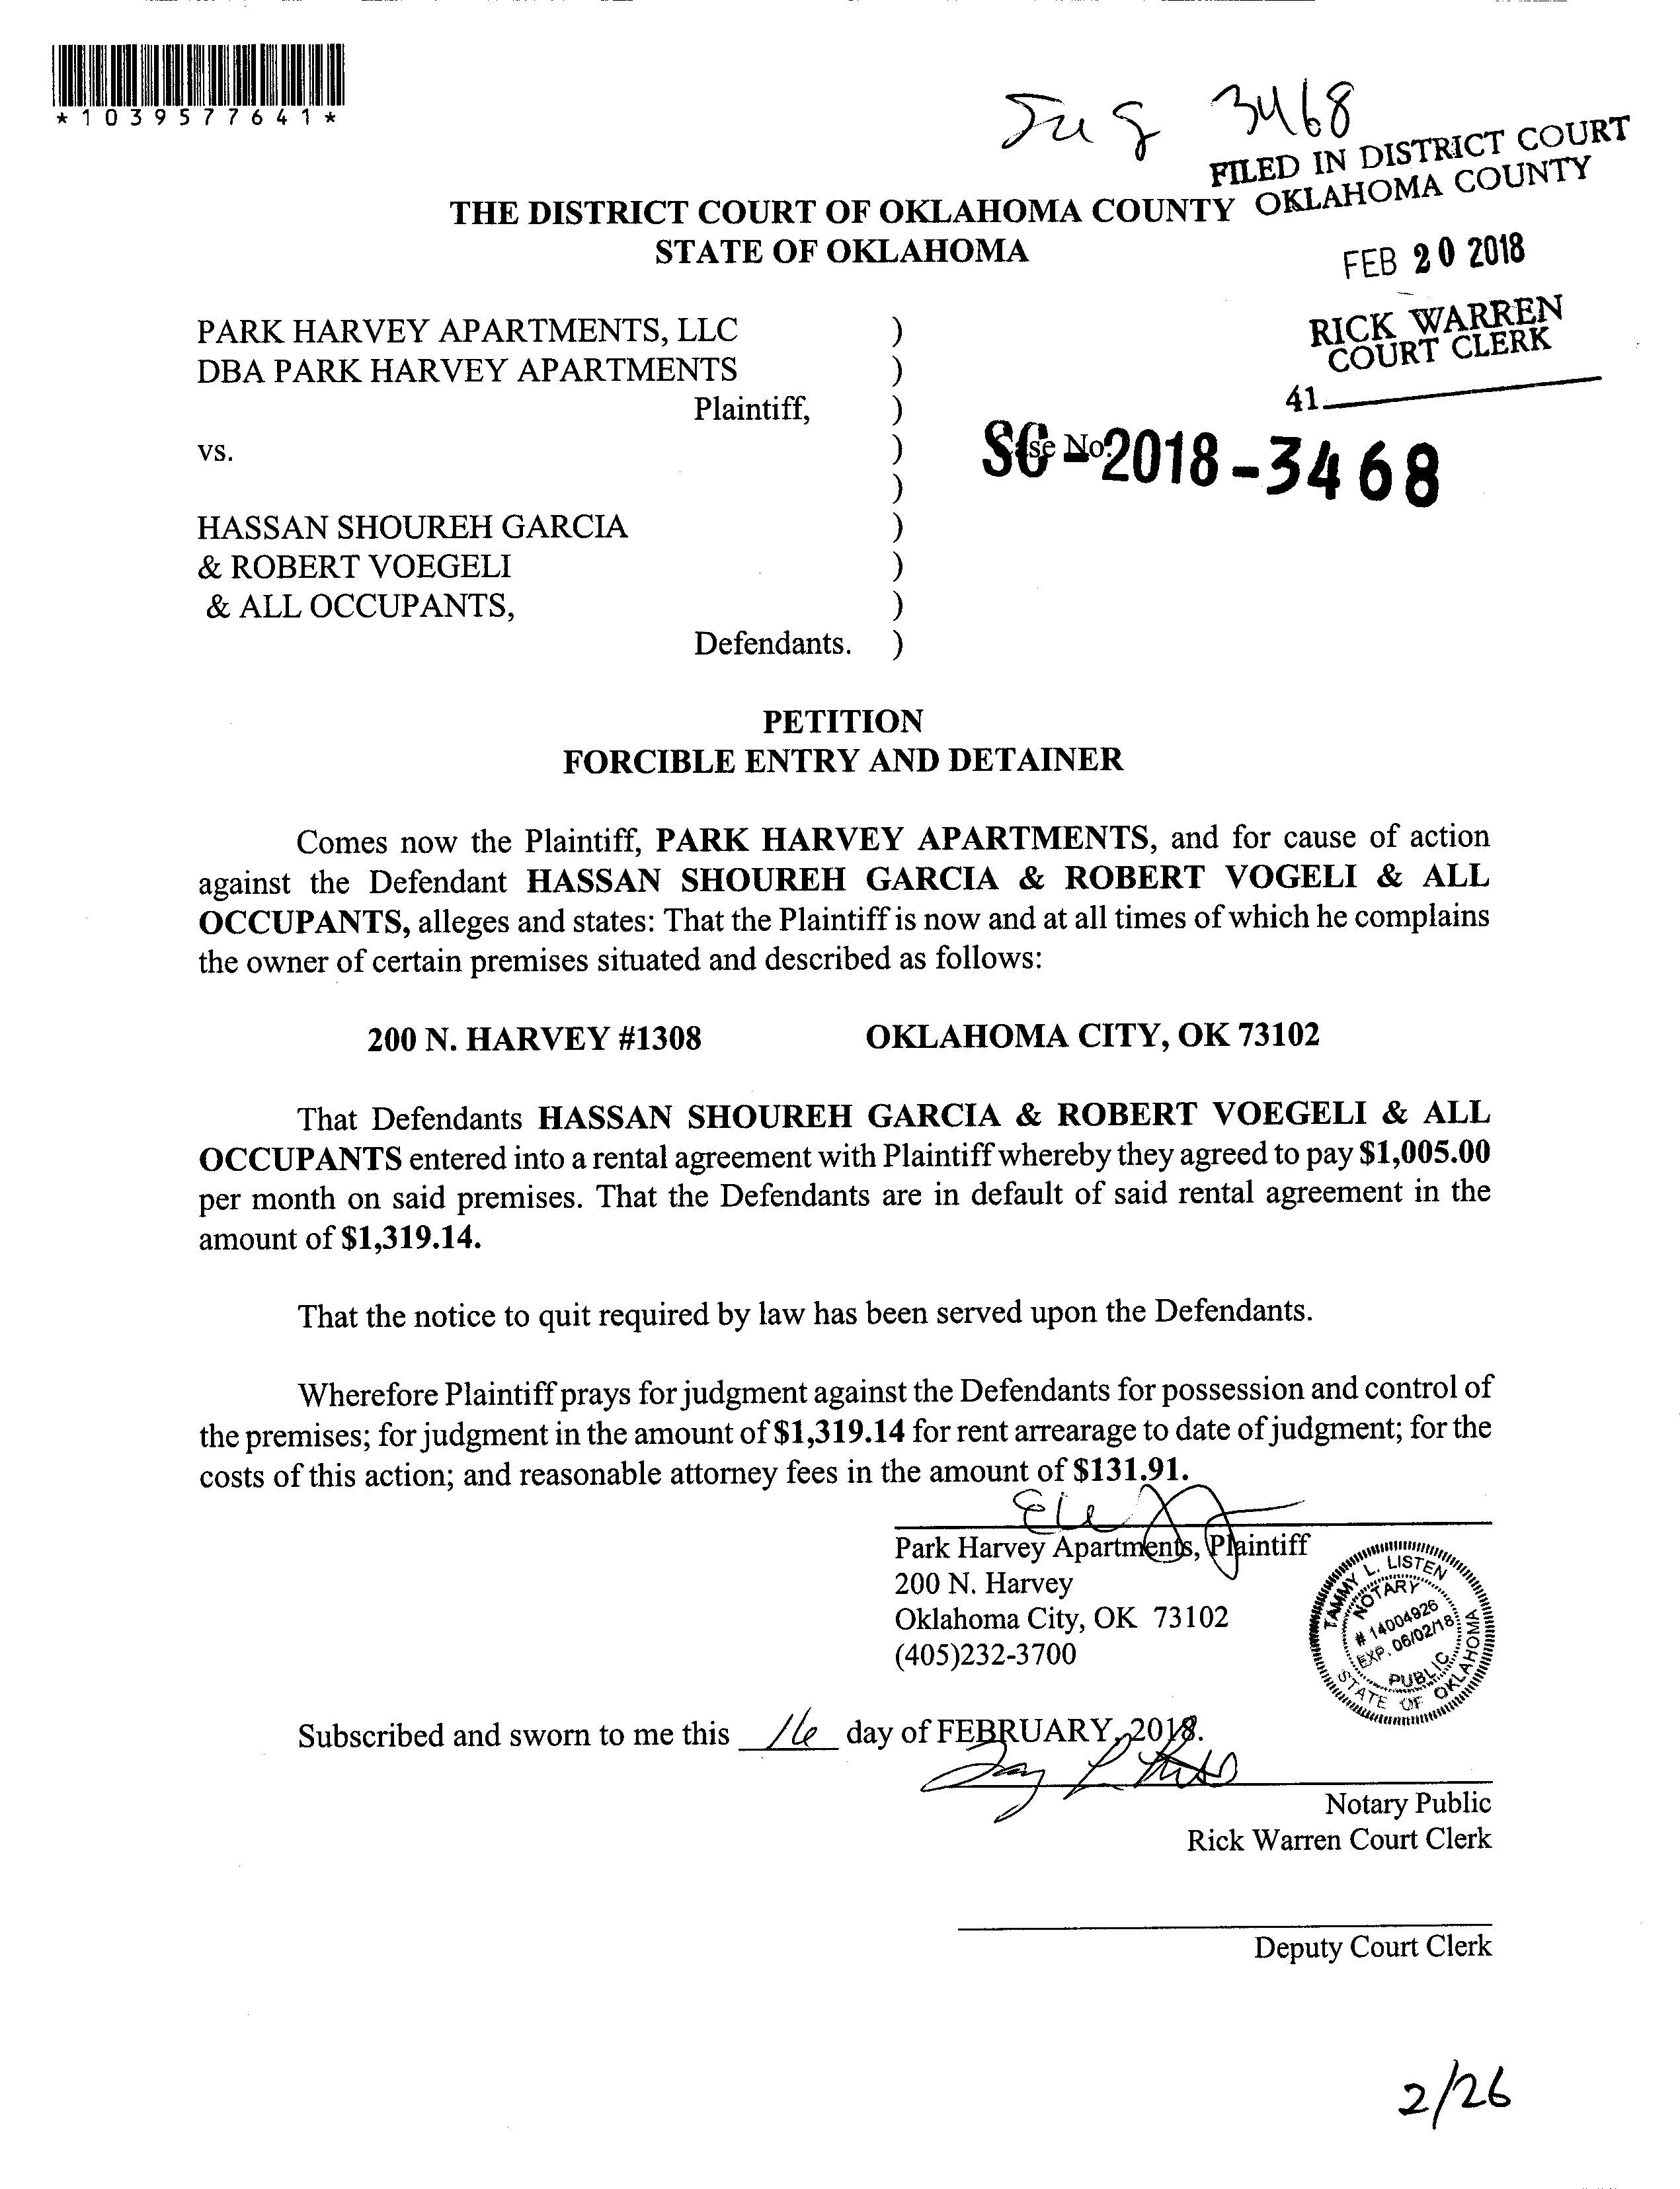 *1039577641*
3468
FILED IN DISTRICT COURT
OKLAHOMA COUNTY
THE DISTRICT COURT OF OKLAHOMA COUNTY
STATE OF OKLAHOMA
FEB 20 2018
RICK WARREN
COURT CLERK
41
PARK HARVEY APARTMENTS, LLC )
DBA PARK HARVEY APARTMENTS )
Plaintiff, )
vs. )
)
SC-2018-3468
HASSAN SHOUREH GARCIA )
& ROBERT VOEGELI )
& ALL OCCUPANTS, )
Defendants. )
PETITION
FORCIBLE ENTRY AND DETAINER
Comes now the Plaintiff, PARK HARVEY APARTMENTS, and for cause of action
against the Defendant HASSAN SHOUREH GARCIA & ROBERT VOGELI & ALL
OCCUPANTS, alleges and states: That the Plaintiff is now and at all times of which he complains
the owner of certain premises situated and described as follows:
200 N. HARVEY #1308 OKLAHOMA CITY, OK 73102
That Defendants HASSAN SHOUREH GARCIA & ROBERT VOEGELI & ALL
OCCUPANTS entered into a rental agreement with Plaintiff whereby they agreed to pay $1,005.00
per month on said premises. That the Defendants are in default of said rental agreement in the
amount of $1,319.14.
That the notice to quit required by law has been served upon the Defendants.
Wherefore Plaintiff prays for judgment against the Defendants for possession and control of
the premises; for judgment in the amount of $1,319.14 for rent arrearage to date of judgment; for the
costs of this action; and reasonable attorney fees in the amount of $131.91.
Park Harvey Apartments, Plaintiff
200 N. Harvey
Oklahoma City, OK 73102
(405)232-3700
TAMMY L. LISTEN
NOTARY
# 14004926
EXP. 06/02/18
PUBLIC
STATE OF OKLAHOMA
Subscribed and sworn to me this 16 day of FEBRUARY, 2018.
Notary Public
Rick Warren Court Clerk
Deputy Court Clerk
2/26